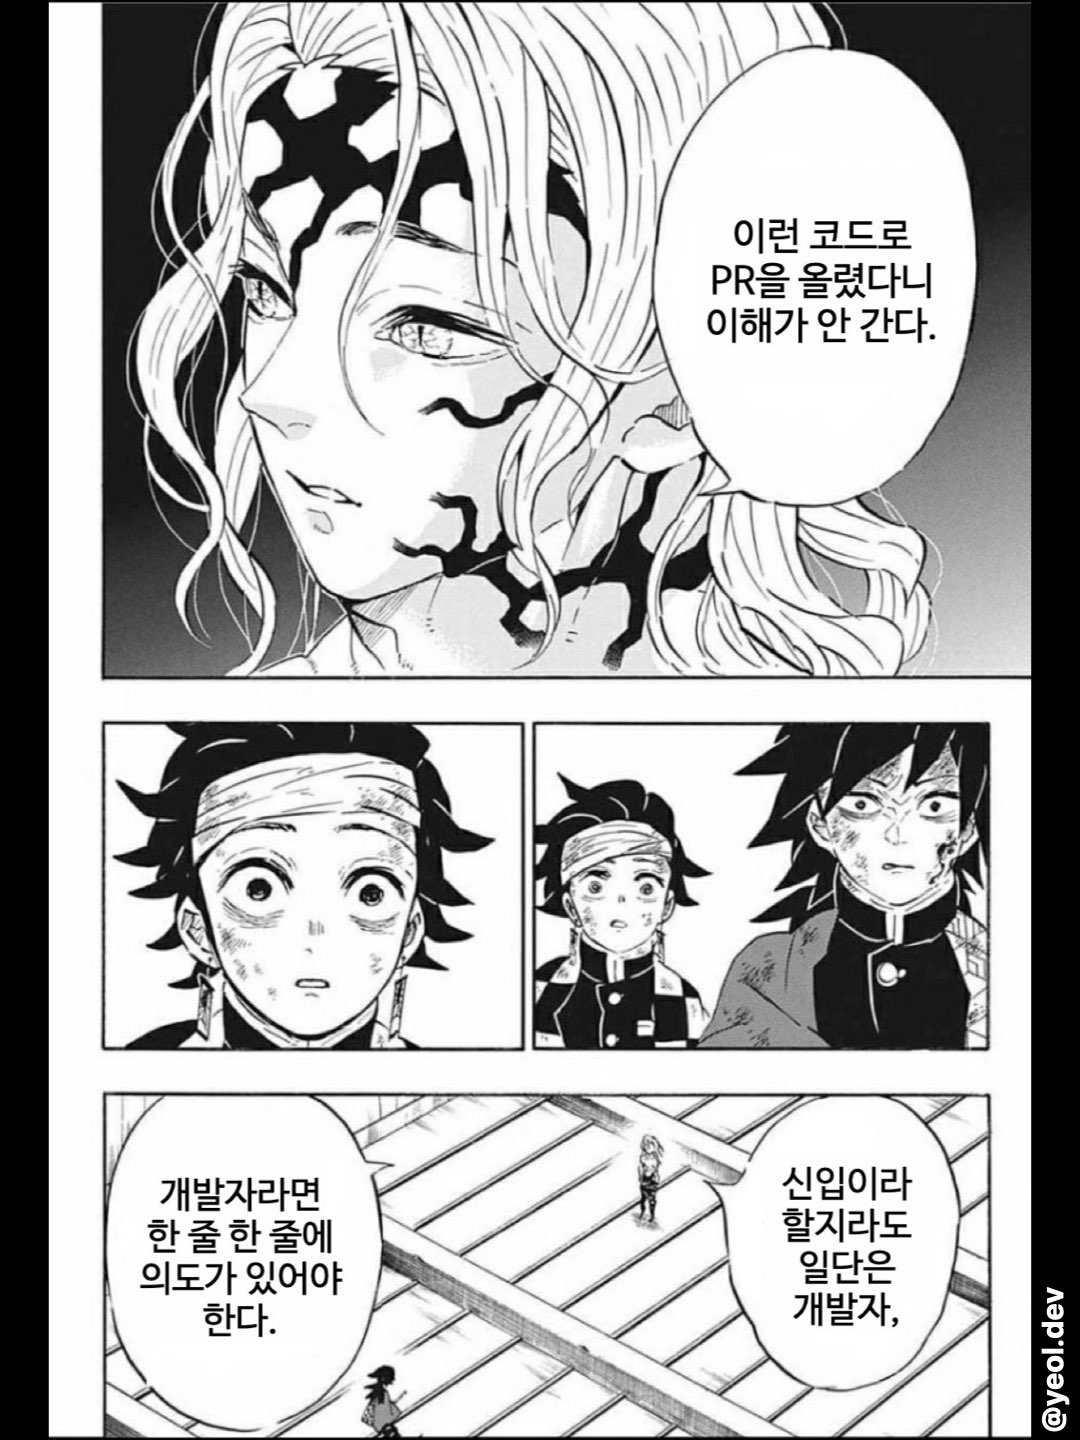 이런 코드로
PR을 올렸다니
이해가 안 간다.
신입이라
할지라도
일단은
개발자,
개발자라면
한 줄 한 줄에
의도가 있어야
한다.
@yeol.dev